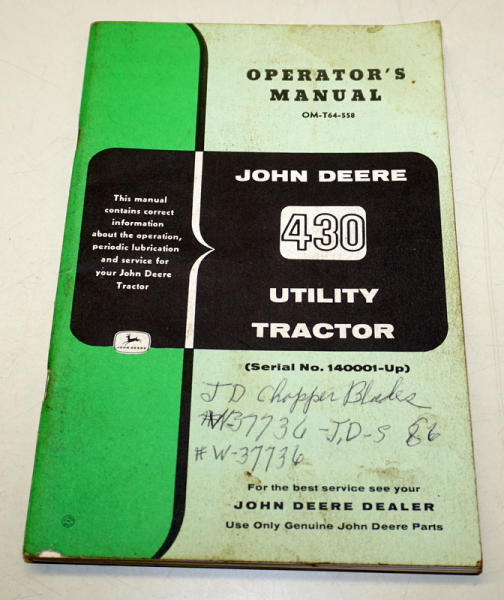 OPERATOR'S
MANUAL
OM-T64-558
This manual
contains correct
information
about the operation,
periodic lubrication
and service for
your John Deere
Tractor
JOHN DEERE
JOHN DEERE
430
UTILITY
TRACTOR
(Serial No. 140001-Up)
JD Chopper Blades
#W-37736 -J,D-S 86
#W-37736
For the best service see your
JOHN DEERE DEALER
Use Only Genuine John Deere Parts